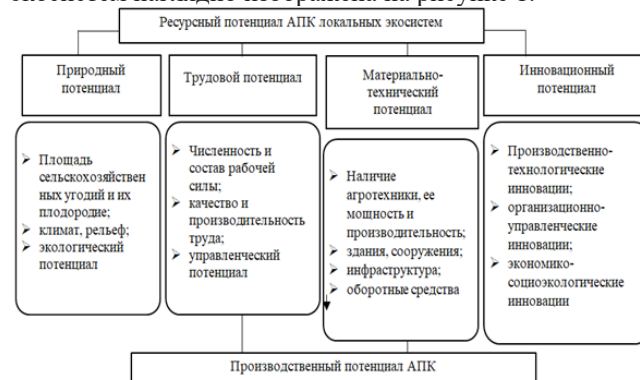 Ресурсный потенциал АПК локальных экосистем
Природный
потенциал
Трудовой потенциал
Материально-
технический
потенциал
Инновационный
потенциал
Площадь
сельскохозяйствен
ных угодий и их
плодородие;
климат, рельеф;
экологический
потенциал
Численность и
состав рабочей
силы;
качество и
производительность
труда;
управленческий
потенциал
Наличие
агротехники, ее
мощность и
производительность;
здания, сооружения;
инфраструктура;
оборотные средства
Производственно-
технологические
инновации;
организационно-
управленческие
инновации;
экономико-
социоэкологические
инновации
Производственный потенциал АПК